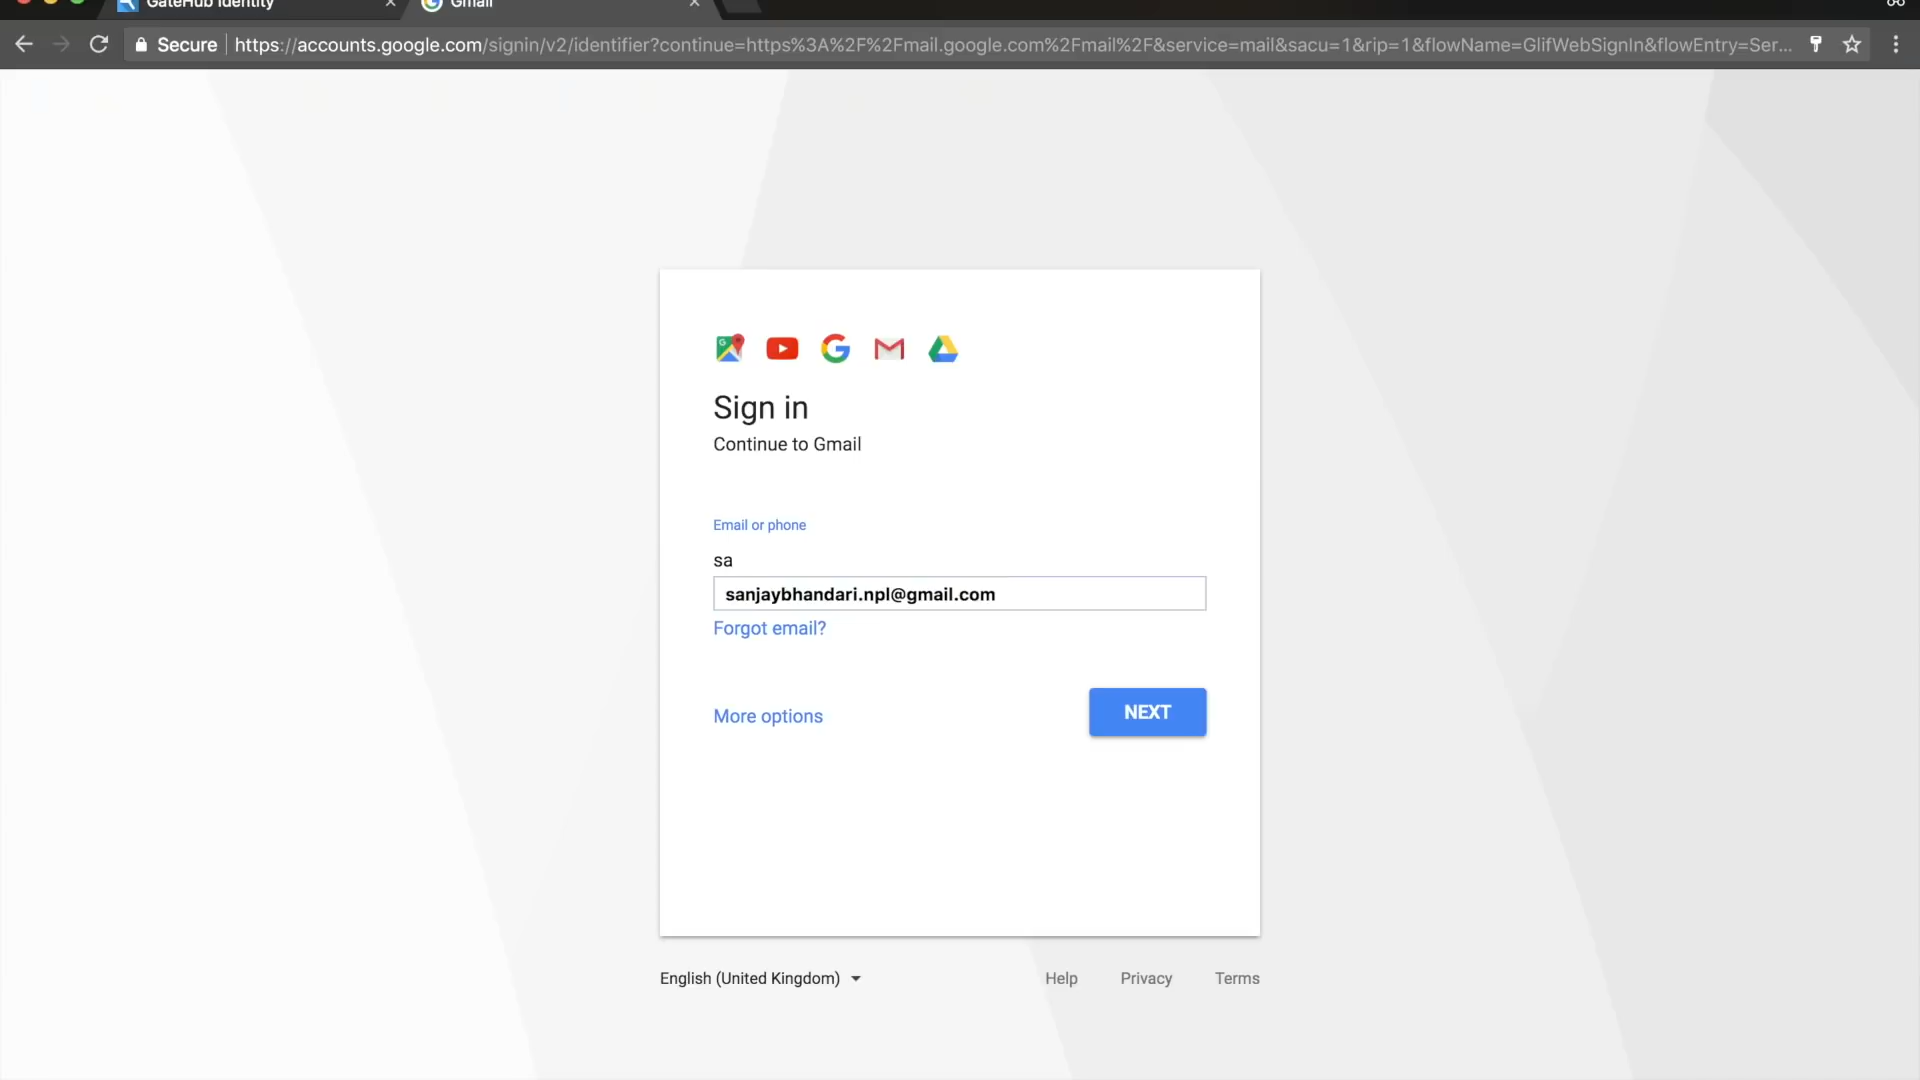 GateHub Identity
Gmail
Secure https://accounts.google.com/signin/v2/identifier?continue=https%3A%2F%2Fmail.google.com%2Fmail%2F&service=mail&sacu=1&rip=1&flowName=GlifWebSignIn&flowEntry=Ser...
Sign in
Continue to Gmail
Email or phone
sa
sanjaybhandari.npl@gmail.com
Forgot email?
More options
NEXT
English (United Kingdom)
Help
Privacy
Terms